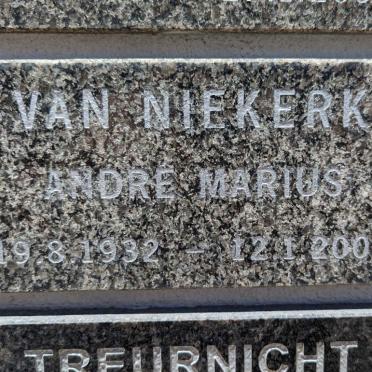 VAN NIEKERK
ANDRÉ MARIUS
19.8.1932 – 12.1.200
TREURNICHT